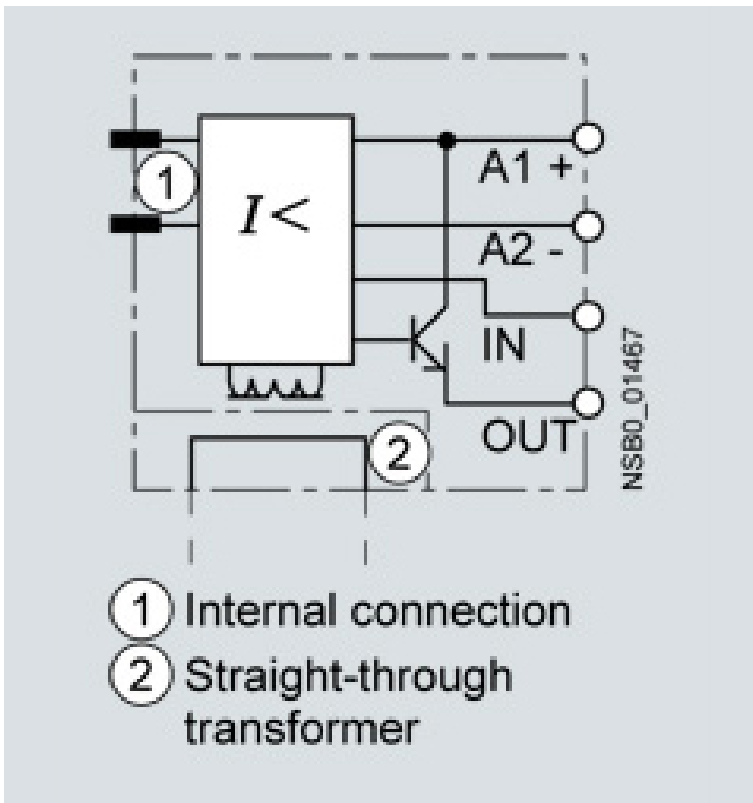 1
I<
A1 +
A2 -
IN
OUT
2
NSB0_01467
1 Internal connection
2 Straight-through
transformer